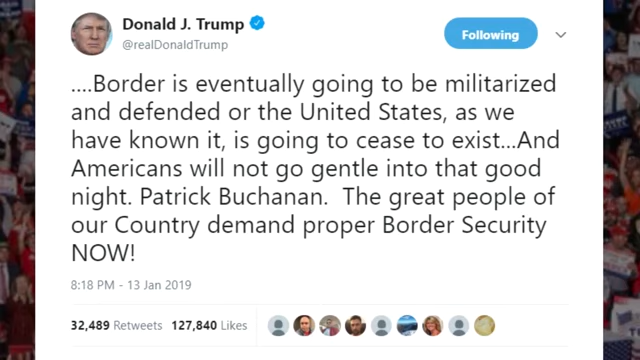 Donald J. Trump
@realDonaldTrump
Following
....Border is eventually going to be militarized
and defended or the United States, as we
have known it, is going to cease to exist...And
Americans will not go gentle into that good
night. Patrick Buchanan.  The great people of
our Country demand proper Border Security
NOW!
8:18 PM - 13 Jan 2019
32,489 Retweets 127,840 Likes